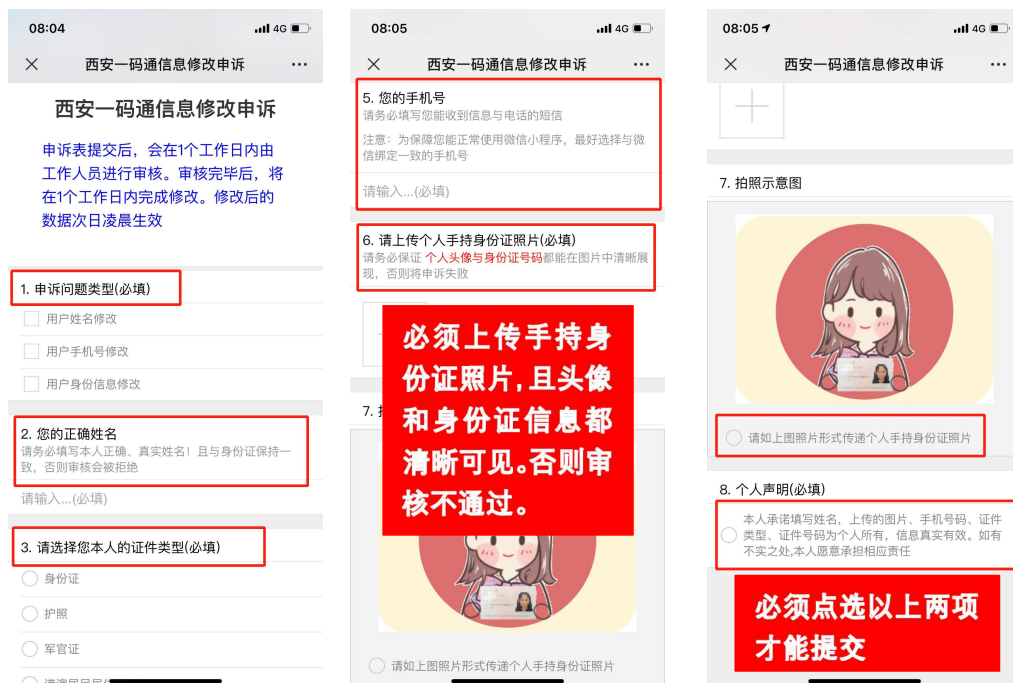 08:04
4G
西安一码通信息修改申诉
西安一码通信息修改申诉
申诉表提交后，会在1个工作日内由
工作人员进行审核。审核完毕后，将
在1个工作日内完成修改。修改后的
数据次日凌晨生效
1. 申诉问题类型(必填)
用户姓名修改
用户手机号修改
用户身份信息修改
2. 您的正确姓名
请务必填写本人正确、真实姓名！且与身份证保持一
致，否则审核会被拒绝
请输入...(必填)
3. 请选择您本人的证件类型(必填)
身份证
护照
军官证
08:05
4G
西安一码通信息修改申诉
5. 您的手机号
请务必填写您能收到信息与电话的短信
注意：为保障您能正常使用微信小程序，最好选择与微
信绑定一致的手机号
请输入...(必填)
6. 请上传个人手持身份证照片(必填)
请务必保证 个人头像与身份证号码都能在图片中清晰展
现，否则将申诉失败
必须上传手持身
份证照片,且头像
和身份证信息都
清晰可见。否则审
核不通过。
7.
请如上图照片形式传递个人手持身份证照片
08:05
4G
西安一码通信息修改申诉
7. 拍照示意图
请如上图照片形式传递个人手持身份证照片
8. 个人声明(必填)
本人承诺填写姓名，上传的图片、手机号码、证件
类型、证件号码为个人所有，信息真实有效。如有
不实之处,本人愿意承担相应责任
必须点选以上两项
才能提交